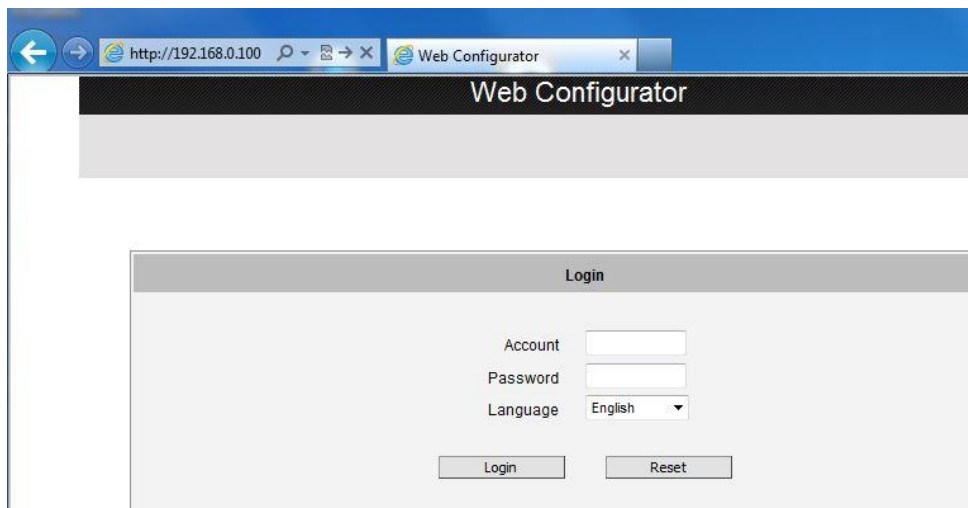 http://192.168.0.100 Web Configurator
Web Configurator
Login
Account
Password
Language English
Login Reset